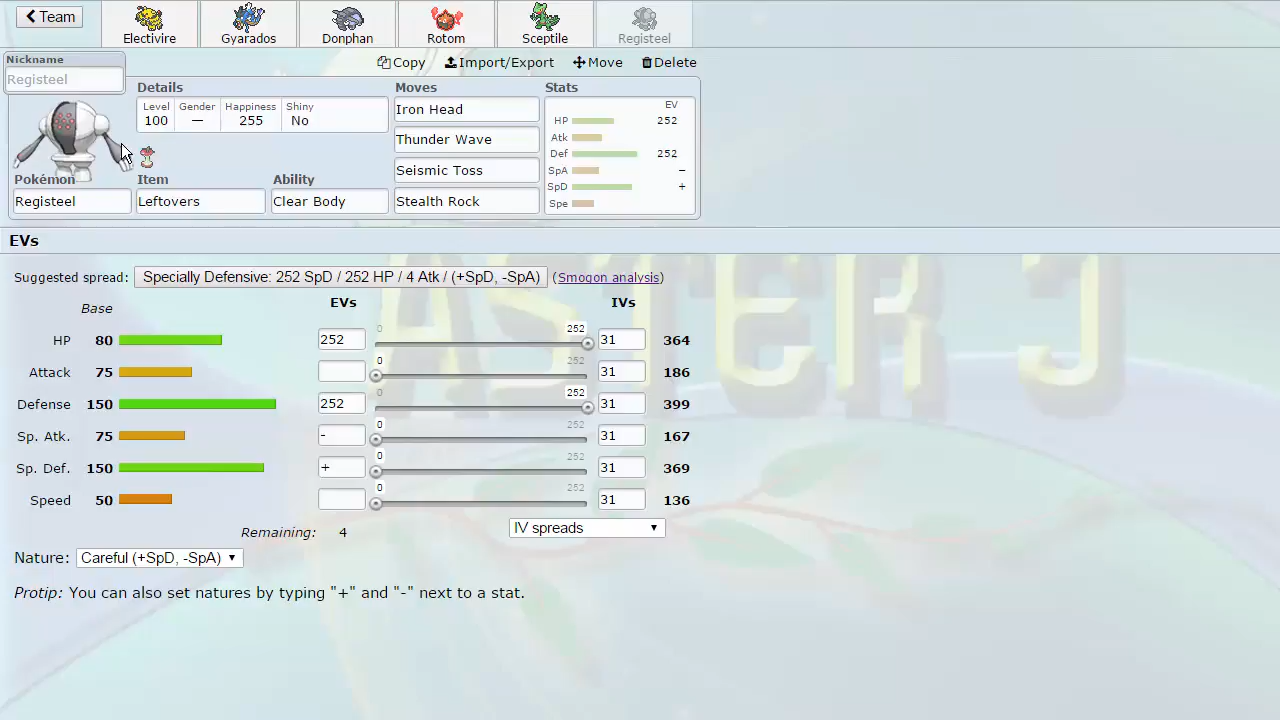 Team
Electivire
Gyarados
Donphan
Rotom
Sceptile
Registeel
Nickname
Registeel
Copy
Import/Export
Move
Delete
Details
Level
100
Gender
—
Happiness
255
Shiny
No
Pokémon
Registeel
Item
Leftovers
Ability
Clear Body
Moves
Iron Head
Thunder Wave
Seismic Toss
Stealth Rock
Stats
EV
HP 252
Atk
Def 252
SpA −
SpD +
Spe
EVs
Suggested spread: Specially Defensive: 252 SpD / 252 HP / 4 Atk / (+SpD, -SpA) (Smogon analysis)
Base EVs IVs
HP 80 252 0 252 31 364
Attack 75 0 252 31 186
Defense 150 252 0 252 31 399
Sp. Atk. 75 - 0 252 31 167
Sp. Def. 150 + 0 252 31 369
Speed 50 0 252 31 136
Remaining: 4 IV spreads
Nature: Careful (+SpD, -SpA)
Protip: You can also set natures by typing "+" and "-" next to a stat.